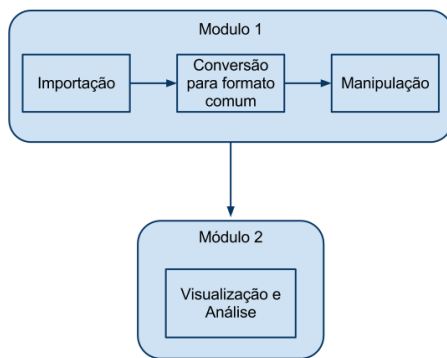 Modulo 1
Importação
Conversão
para formato
comum
Manipulação
Módulo 2
Visualização e
Análise